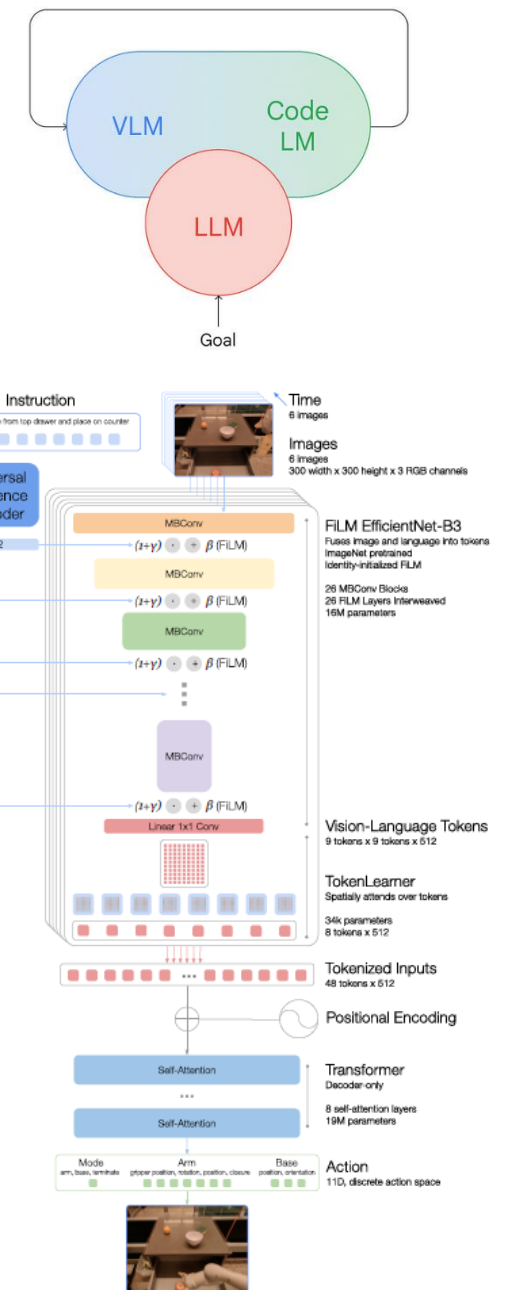 VLM
Code
LM
LLM
Goal
Instruction
from top drawer and place on counter
Time
6 images
Images
6 images
300 width x 300 height x 3 RGB channels
MBConv
(1+γ) · + β (FiLM)
MBConv
(1+γ) · + β (FiLM)
MBConv
(1+γ) · + β (FiLM)
MBConv
(1+γ) · + β (FiLM)
Linear 1x1 Conv
FiLM EfficientNet-B3
Fuses image and language into tokens
ImageNet pretrained
Identity-initialized FiLM
26 MBConv Blocks
26 FiLM Layers Interweaved
16M parameters
Vision-Language Tokens
9 tokens x 9 tokens x 512
TokenLearner
Spatially attends over tokens
34k parameters
8 tokens x 512
Tokenized Inputs
48 tokens x 512
Positional Encoding
Self-Attention
...
Self-Attention
Transformer
Decoder-only
8 self-attention layers
19M parameters
Mode
arm, base, terminate
Arm
gripper position, rotation, position, closure
Base
position, orientation
Action
11D, discrete action space